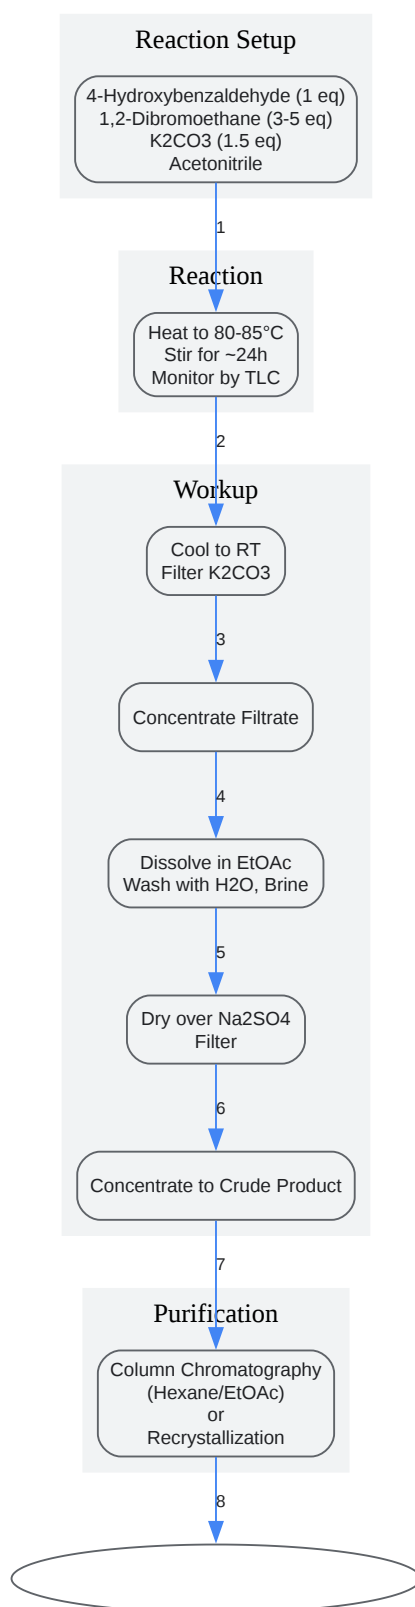 Reaction Setup
4-Hydroxybenzaldehyde (1 eq)
1,2-Dibromoethane (3-5 eq)
K2CO3 (1.5 eq)
Acetonitrile
1
Reaction
Heat to 80-85°C
Stir for ~24h
Monitor by TLC
2
Workup
Cool to RT
Filter K2CO3
3
Concentrate Filtrate
4
Dissolve in EtOAc
Wash with H2O, Brine
5
Dry over Na2SO4
Filter
6
Concentrate to Crude Product
7
Purification
Column Chromatography
(Hexane/EtOAc)
or
Recrystallization
8